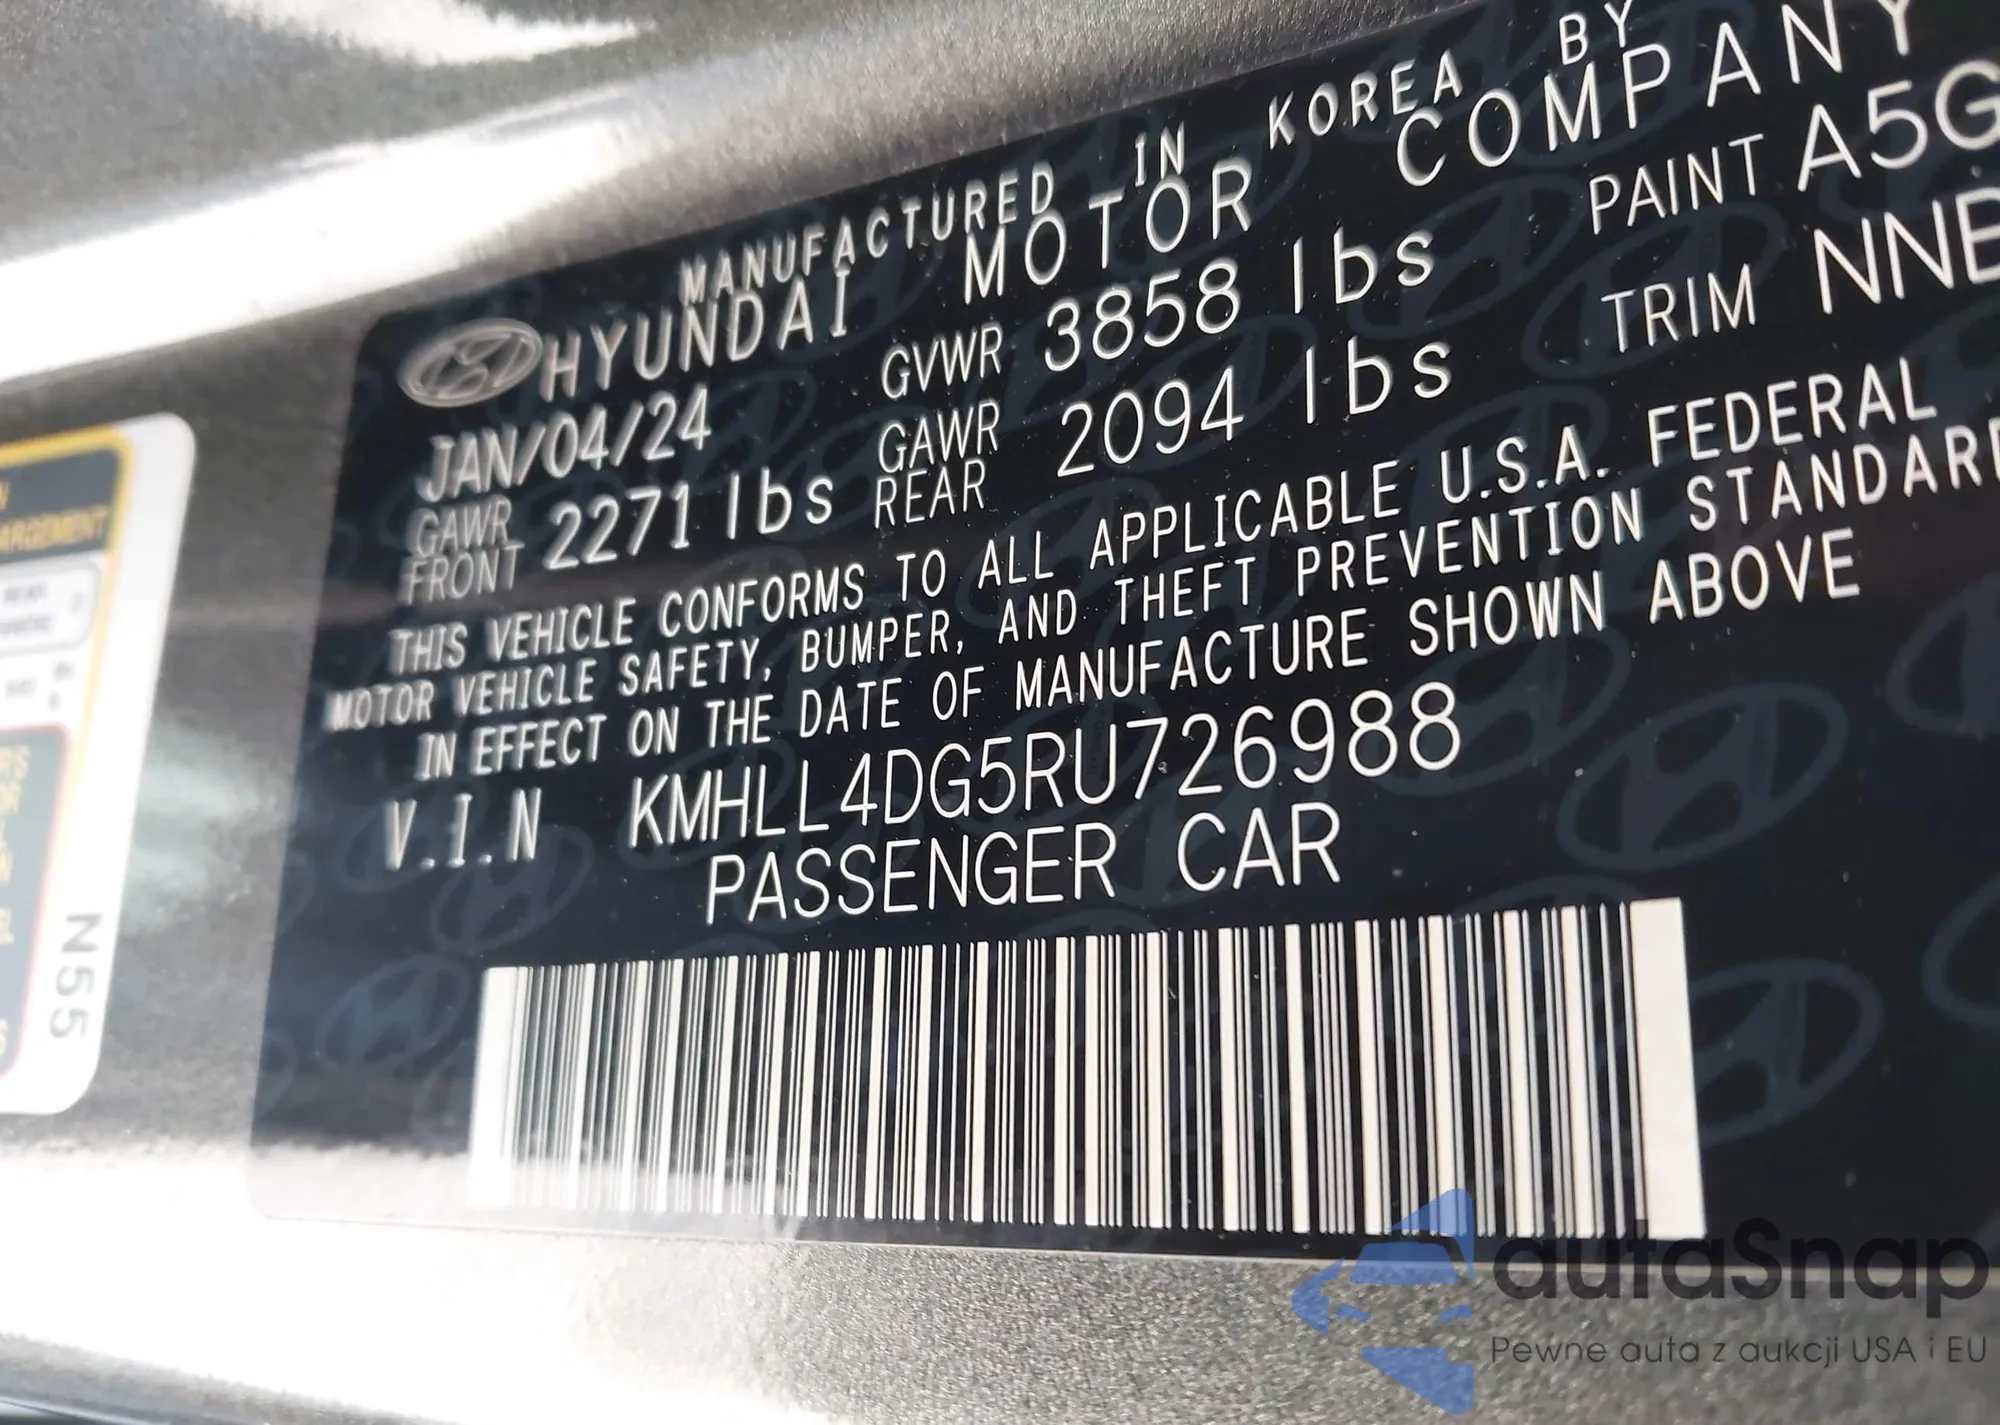 MANUFACTURED IN KOREA BY
HYUNDAI MOTOR COMPANY
JAN/04/24 GVWR 3858 lbs PAINT A5G
GAWR FRONT 2271 lbs GAWR REAR 2094 lbs TRIM NNB
THIS VEHICLE CONFORMS TO ALL APPLICABLE U.S.A. FEDERAL
MOTOR VEHICLE SAFETY, BUMPER, AND THEFT PREVENTION STANDARD
IN EFFECT ON THE DATE OF MANUFACTURE SHOWN ABOVE
V.I.N KMHLL4DG5RU726988
PASSENGER CAR
N55
autaSnap
Pewne auta z aukcji USA i EU